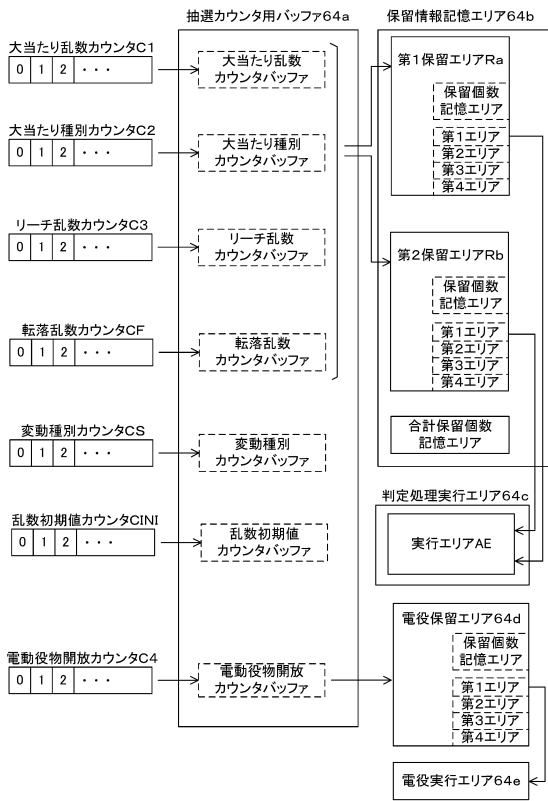 抽選カウンタ用バッファ64a
大当たり乱数カウンタC1
0 1 2 ・・・
大当たり乱数
カウンタバッファ
大当たり種別カウンタC2
0 1 2 ・・・
大当たり種別
カウンタバッファ
リーチ乱数カウンタC3
0 1 2 ・・・
リーチ乱数
カウンタバッファ
転落乱数カウンタCF
0 1 2 ・・・
転落乱数
カウンタバッファ
変動種別カウンタCS
0 1 2 ・・・
変動種別
カウンタバッファ
乱数初期値カウンタCINI
0 1 2 ・・・
乱数初期値
カウンタバッファ
電動役物開放カウンタC4
0 1 2 ・・・
電動役物開放
カウンタバッファ
保留情報記憶エリア64b
第1保留エリアRa
保留個数
記憶エリア
第1エリア
第2エリア
第3エリア
第4エリア
第2保留エリアRb
保留個数
記憶エリア
第1エリア
第2エリア
第3エリア
第4エリア
合計保留個数
記憶エリア
判定処理実行エリア64c
実行エリアAE
電役保留エリア64d
保留個数
記憶エリア
第1エリア
第2エリア
第3エリア
第4エリア
電役実行エリア64e